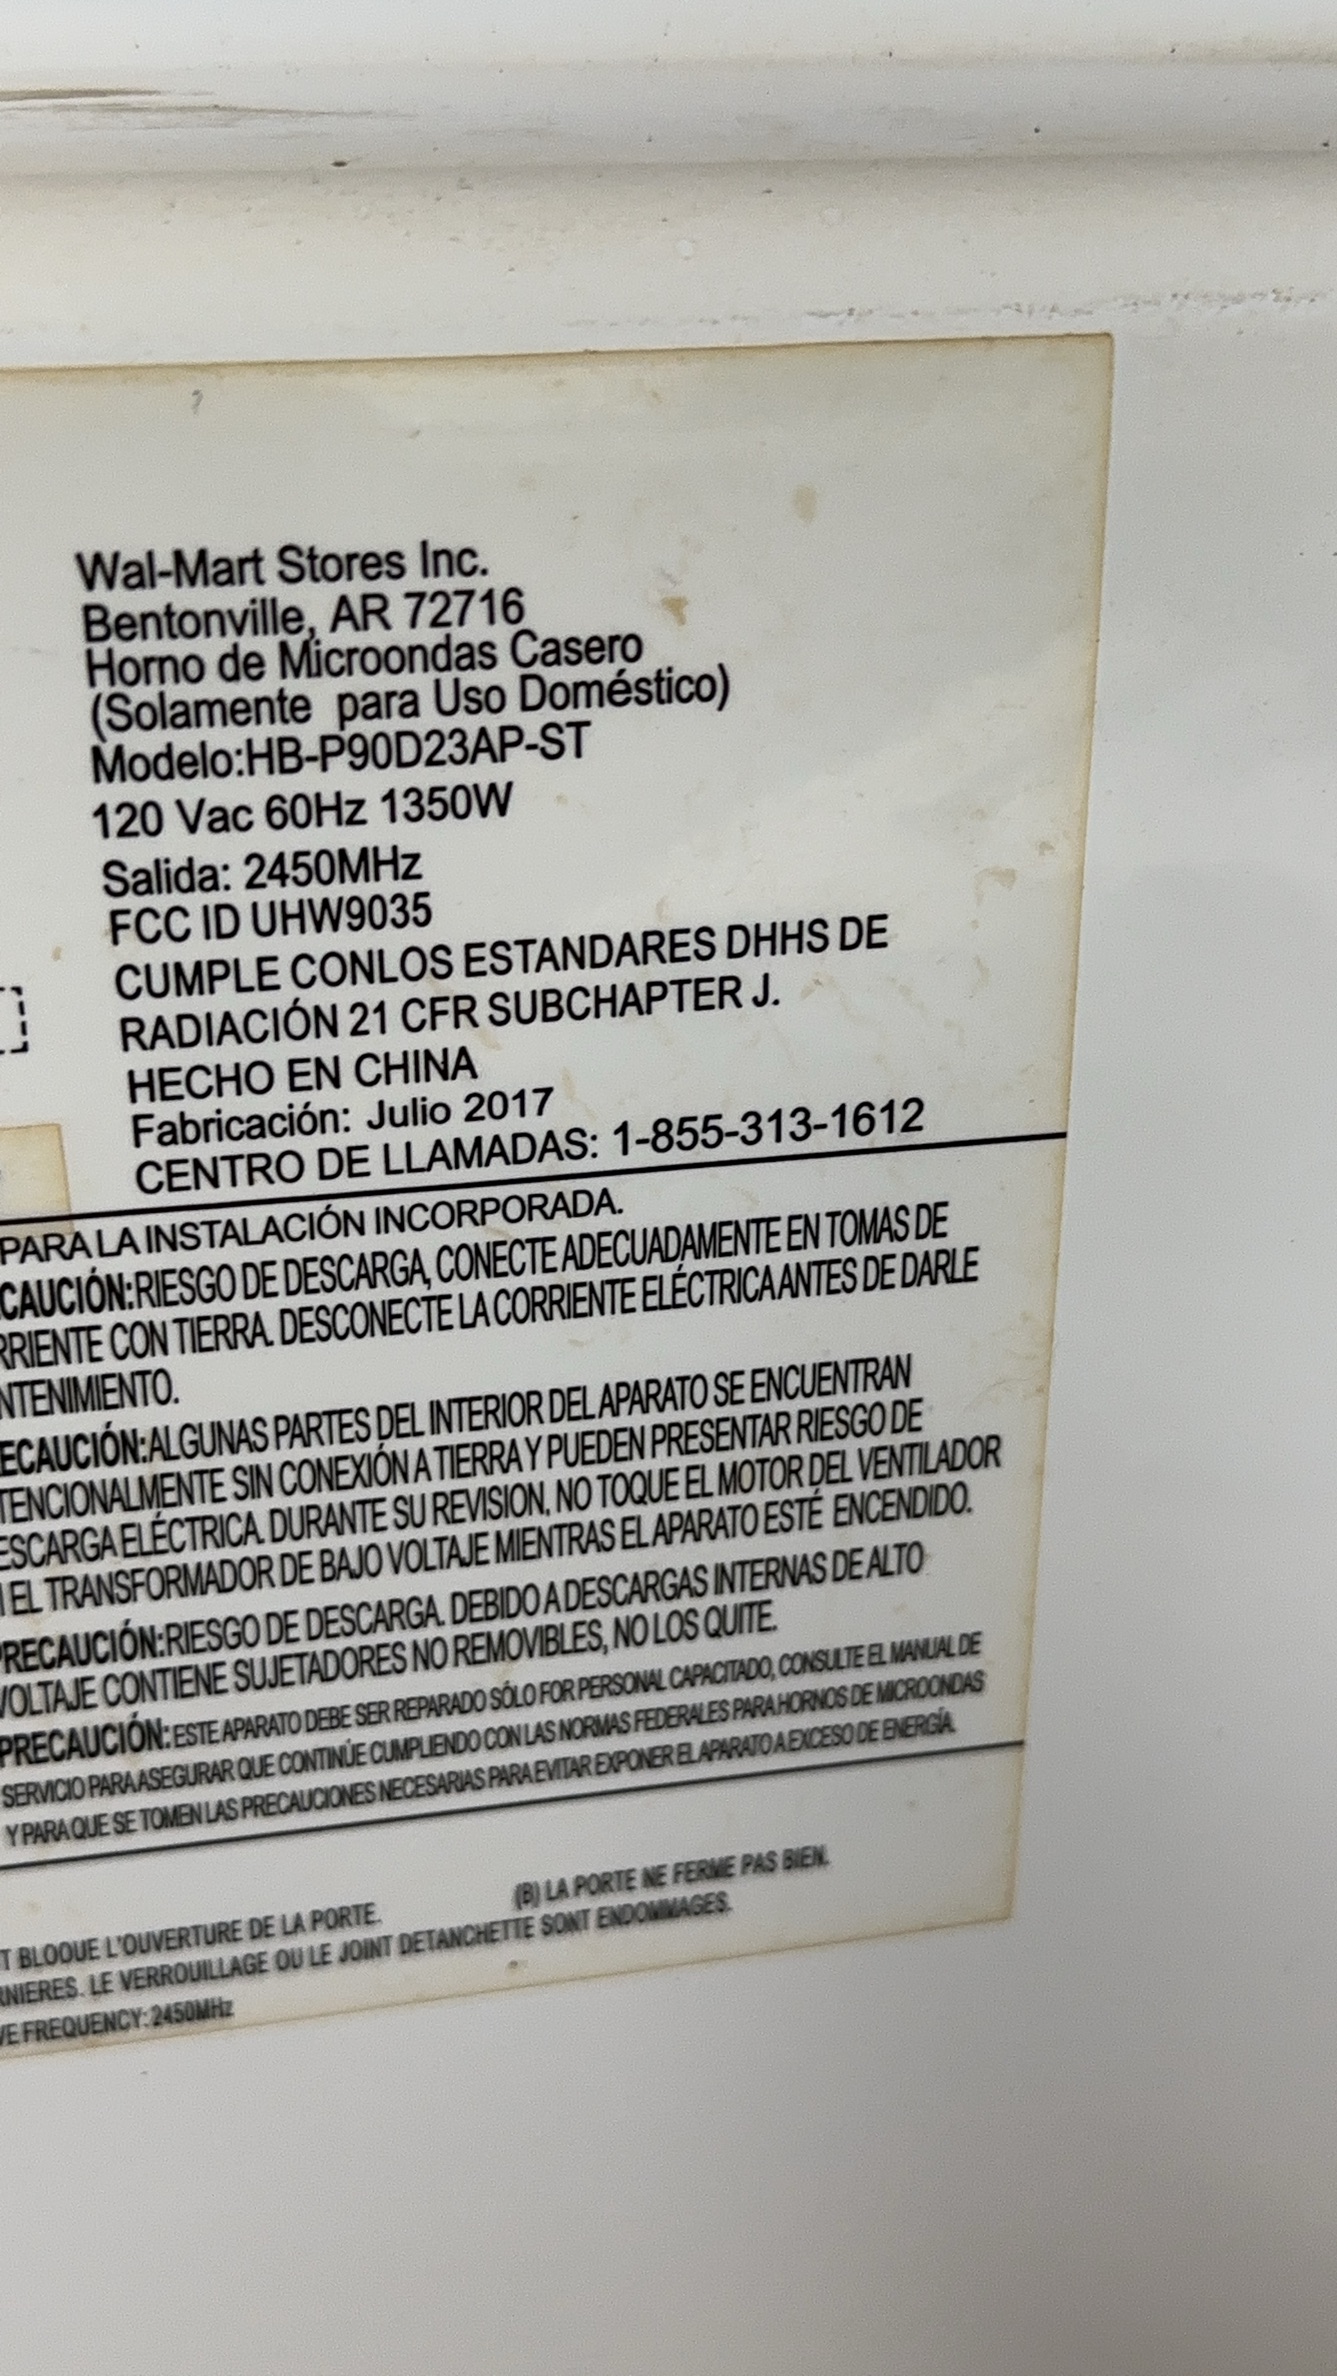 Wal-Mart Stores Inc.
Bentonville, AR 72716
Horno de Microondas Casero
(Solamente para Uso Doméstico)
Modelo:HB-P90D23AP-ST
120 Vac 60Hz 1350W
Salida: 2450MHz
FCC ID UHW9035
CUMPLE CONLOS ESTANDARES DHHS DE
RADIACIÓN 21 CFR SUBCHAPTER J.
HECHO EN CHINA
Fabricación: Julio 2017
CENTRO DE LLAMADAS: 1-855-313-1612
PARA LA INSTALACIÓN INCORPORADA.
CAUCIÓN:RIESGO DE DESCARGA, CONECTE ADECUADAMENTE EN TOMAS DE
RRIENTE CON TIERRA. DESCONECTE LA CORRIENTE ELÉCTRICA ANTES DE DARLE
NTENIMIENTO.
ECAUCIÓN:ALGUNAS PARTES DEL INTERIOR DEL APARATO SE ENCUENTRAN
TENCIONALMENTE SIN CONEXIÓN A TIERRA Y PUEDEN PRESENTAR RIESGO DE
ESCARGA ELÉCTRICA. DURANTE SU REVISION, NO TOQUE EL MOTOR DEL VENTILADOR
I EL TRANSFORMADOR DE BAJO VOLTAJE MIENTRAS EL APARATO ESTÉ ENCENDIDO.
PRECAUCIÓN:RIESGO DE DESCARGA. DEBIDO A DESCARGAS INTERNAS DE ALTO
VOLTAJE CONTIENE SUJETADORES NO REMOVIBLES, NO LOS QUITE.
PRECAUCIÓN: ESTE APARATO DEBE SER REPARADO SÓLO FOR PERSONAL CAPACITADO, CONSULTE EL MANUAL DE
SERVICIO PARA ASEGURAR QUE CONTINÚE CUMPLIENDO CON LAS NORMAS FEDERALES PARA HORNOS DE MICROONDAS
Y PARA QUE SE TOMEN LAS PRECAUCIONES NECESARIAS PARA EVITAR EXPONER EL APARATO A EXCESO DE ENERGÍA.
T BLOQUE L'OUVERTURE DE LA PORTE. (B) LA PORTE NE FERME PAS BIEN.
RNIERES. LE VERROUILLAGE OU LE JOINT DETANCHETTE SONT ENDOMMAGES.
VE FREQUENCY: 2450MHz